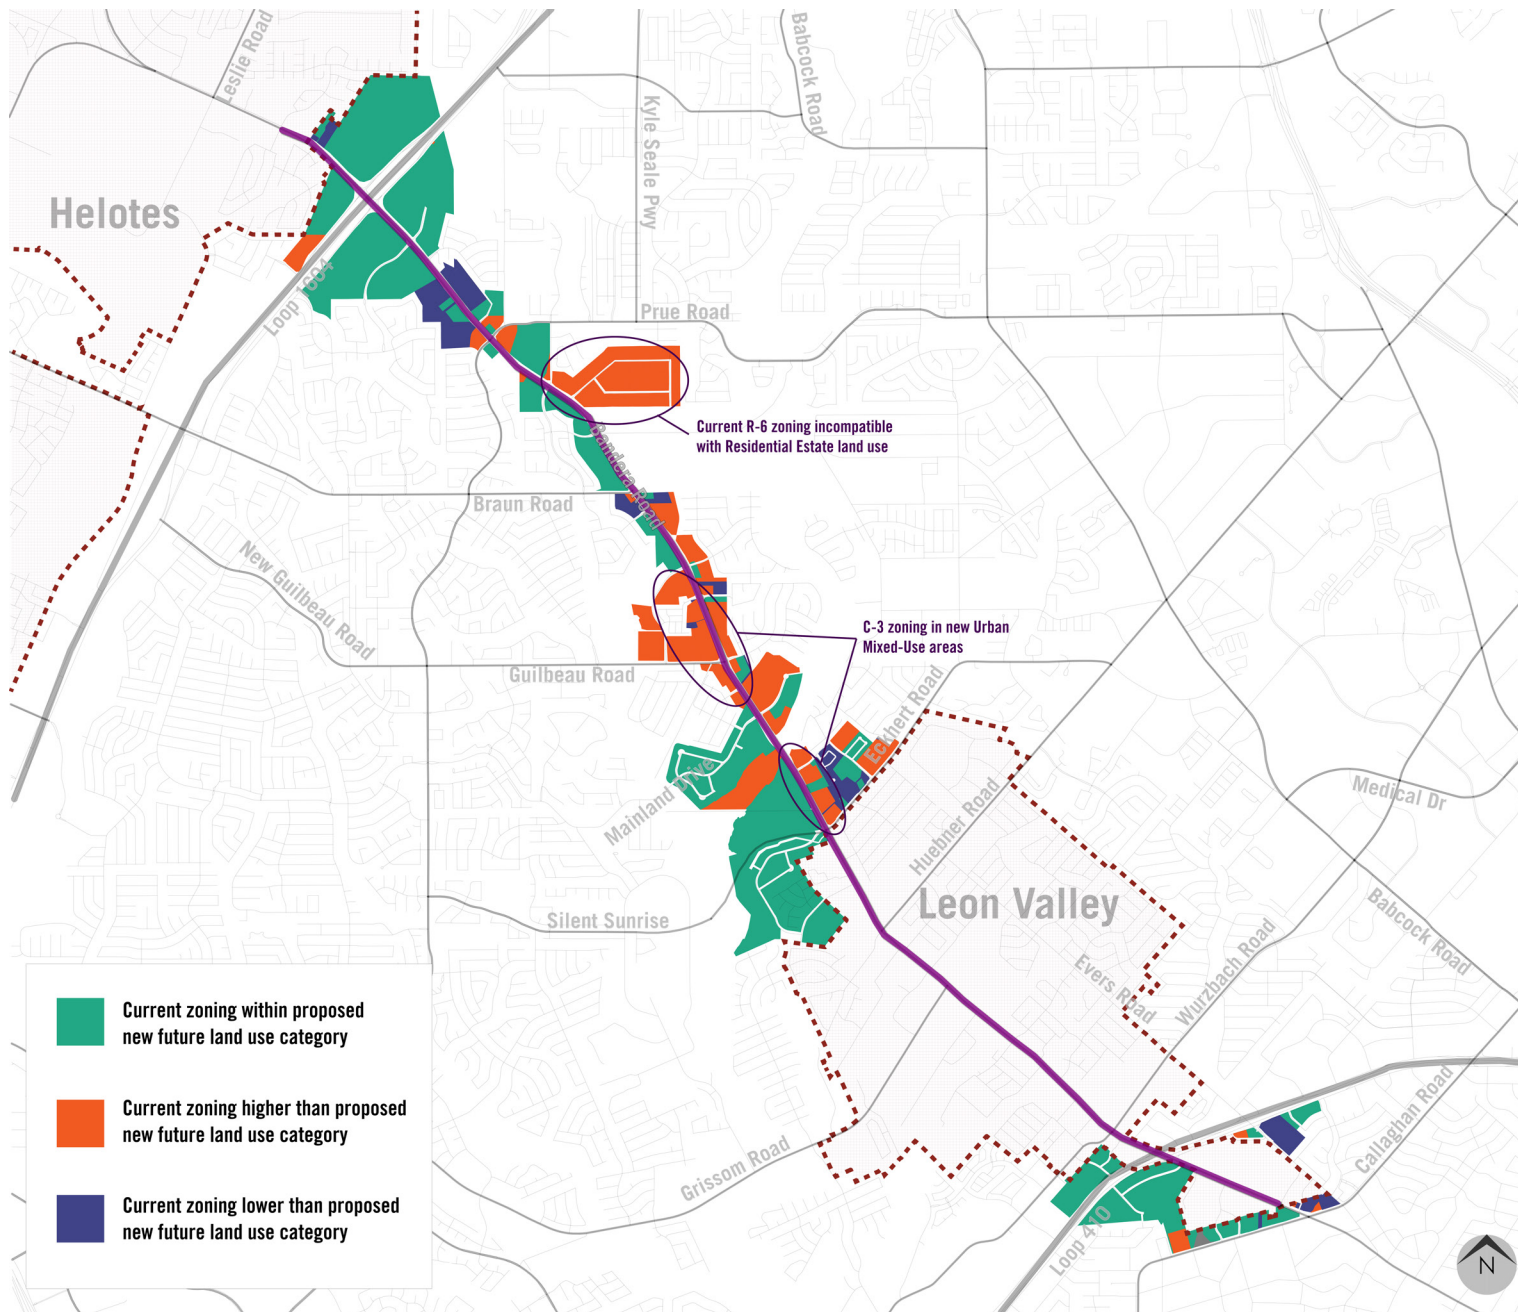 Leslie Road
Babcock Road
Kyle Seale Pwy
Helotes
Loop 1604
Prue Road
Current R-6 zoning incompatible
with Residential Estate land use
Bandera Road
Braun Road
New Guilbeau Road
C-3 zoning in new Urban
Mixed-Use areas
Guilbeau Road
Eckhert Road
Mainland Drive
Medical Dr
Huebner Road
Leon Valley
Silent Sunrise
Babcock Road
Wurzbach Road
Evers Road
Current zoning within proposed
new future land use category
Current zoning higher than proposed
new future land use category
Current zoning lower than proposed
new future land use category
Callaghan Road
Grissom Road
Loop 410
N